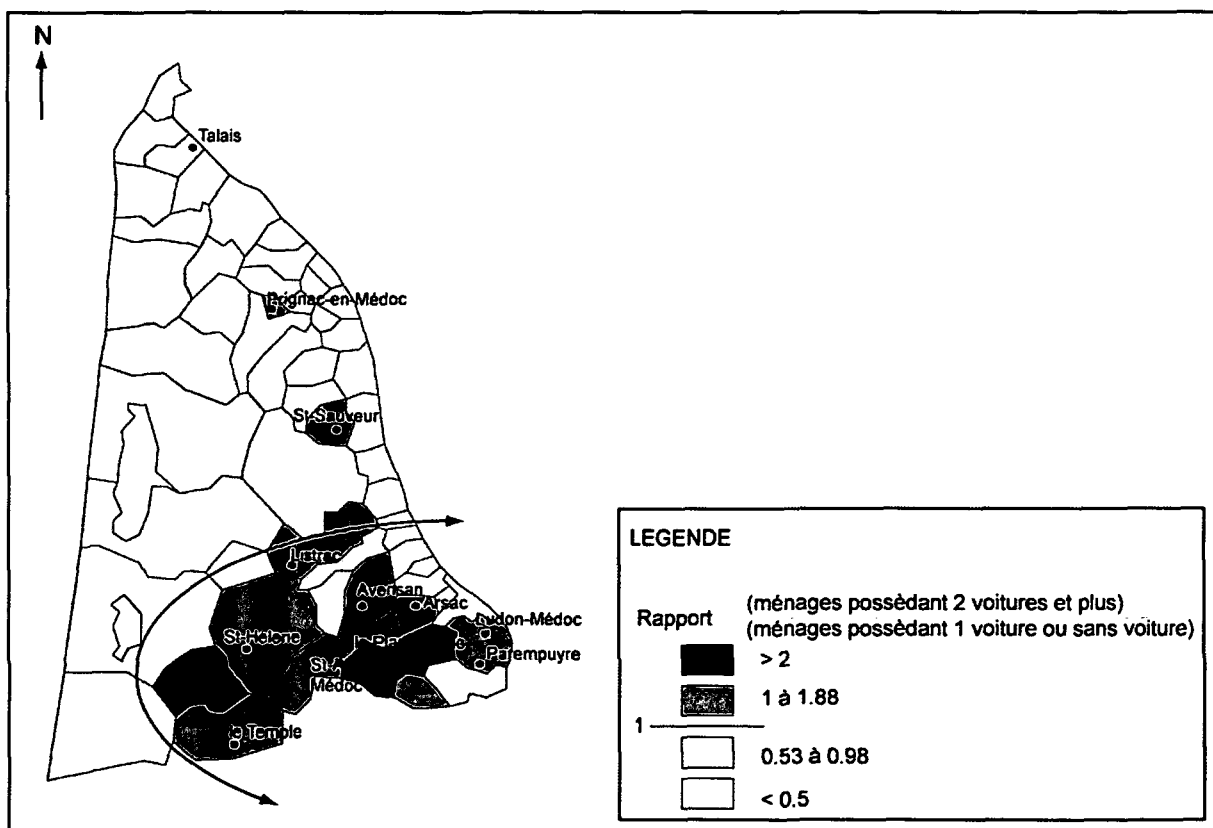 N
Talais
Prignac-en-Médoc
St-Sauveur
Listrac
Avensan
Arsac
Ludon-Médoc
St-Hélène
Parempuyre
Médoc
le Temple
LEGENDE
Rapport
(ménages possèdant 2 voitures et plus)
(ménages possèdant 1 voiture ou sans voiture)
> 2
1 à 1.88
1
0.53 à 0.98
< 0.5